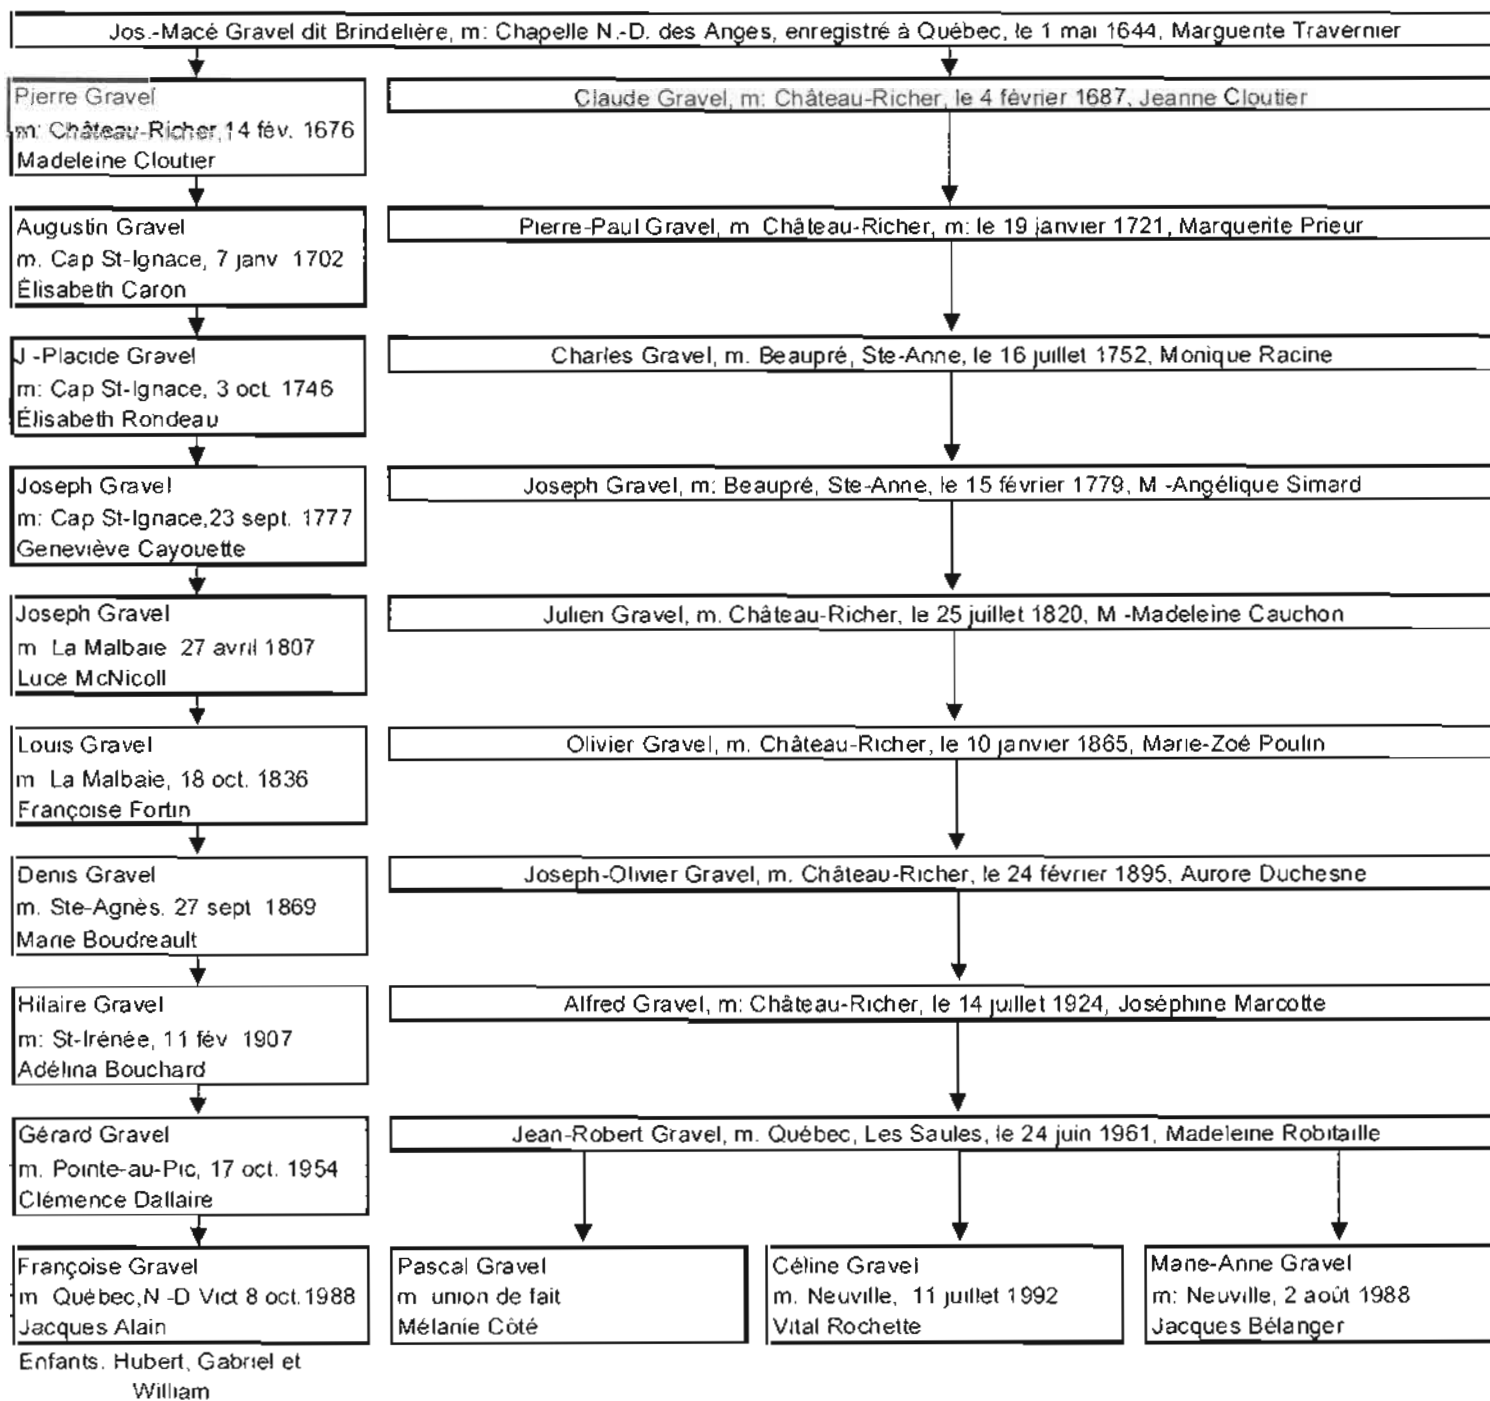 Jos.-Macé Gravel dit Brindelière, m: Chapelle N.-D. des Anges, enregistré à Québec, le 1 mai 1644, Marguerite Travernier
Pierre Gravel
m: Château-Richer,14 fév. 1676
Madeleine Cloutier
Claude Gravel, m: Château-Richer, le 4 février 1687, Jeanne Cloutier
Augustin Gravel
m. Cap St-Ignace, 7 janv 1702
Élisabeth Caron
Pierre-Paul Gravel, m Château-Richer, m: le 19 janvier 1721, Marguerite Prieur
J -Placide Gravel
m: Cap St-Ignace, 3 oct. 1746
Élisabeth Rondeau
Charles Gravel, m. Beaupré, Ste-Anne, le 16 juillet 1752, Monique Racine
Joseph Gravel
m: Cap St-Ignace,23 sept. 1777
Geneviève Cayouette
Joseph Gravel, m: Beaupré, Ste-Anne, le 15 février 1779, M -Angélique Simard
Joseph Gravel
m La Malbaie 27 avril 1807
Luce McNicoll
Julien Gravel, m. Château-Richer, le 25 juillet 1820, M -Madeleine Cauchon
Louis Gravel
m La Malbaie, 18 oct. 1836
Françoise Fortin
Olivier Gravel, m. Château-Richer, le 10 janvier 1865, Marie-Zoé Poulin
Denis Gravel
m. Ste-Agnès, 27 sept 1869
Marie Boudreault
Joseph-Olivier Gravel, m. Château-Richer, le 24 février 1895, Aurore Duchesne
Hilaire Gravel
m: St-Irénée, 11 fév 1907
Adélina Bouchard
Alfred Gravel, m: Château-Richer, le 14 juillet 1924, Joséphine Marcotte
Gérard Gravel
m. Pointe-au-Pic, 17 oct. 1954
Clémence Dallaire
Jean-Robert Gravel, m. Québec, Les Saules, le 24 juin 1961, Madeleine Robitaille
Françoise Gravel
m Québec,N -D Vict 8 oct.1988
Jacques Alain
Pascal Gravel
m union de fait
Mélanie Côté
Céline Gravel
m. Neuville, 11 juillet 1992
Vital Rochette
Marie-Anne Gravel
m: Neuville, 2 août 1988
Jacques Bélanger
Enfants. Hubert, Gabriel et
William